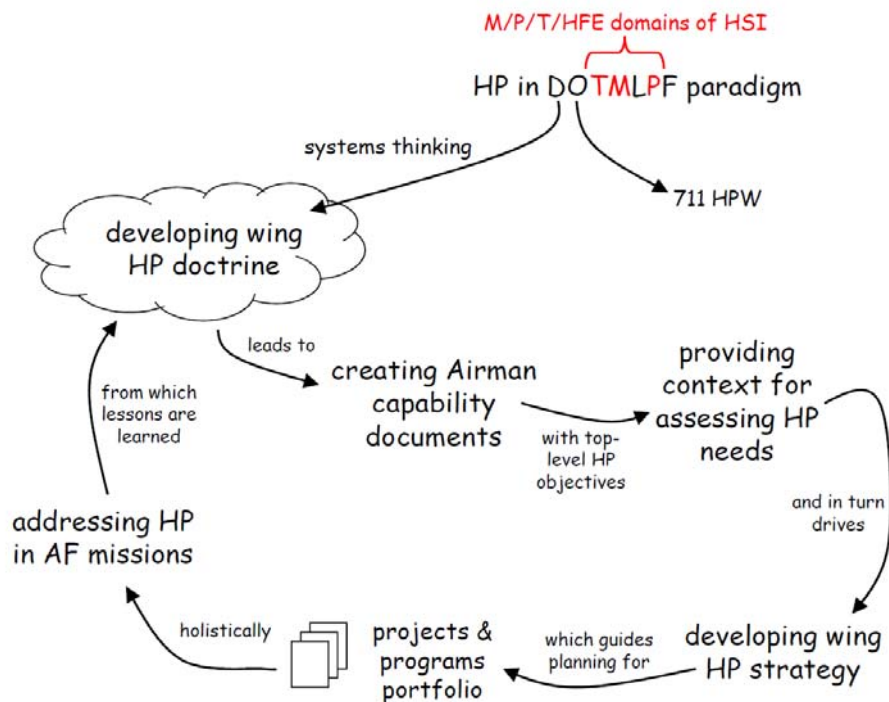 M/P/T/HFE domains of HSI
HP in DOTMLPF paradigm
systems thinking
711 HPW
developing wing
HP doctrine
leads to
creating Airman
capability
documents
with top-
level HP
objectives
providing
context for
assessing HP
needs
and in turn
drives
developing wing
HP strategy
which guides
planning for
projects &
programs
portfolio
holistically
addressing HP
in AF missions
from which
lessons are
learned